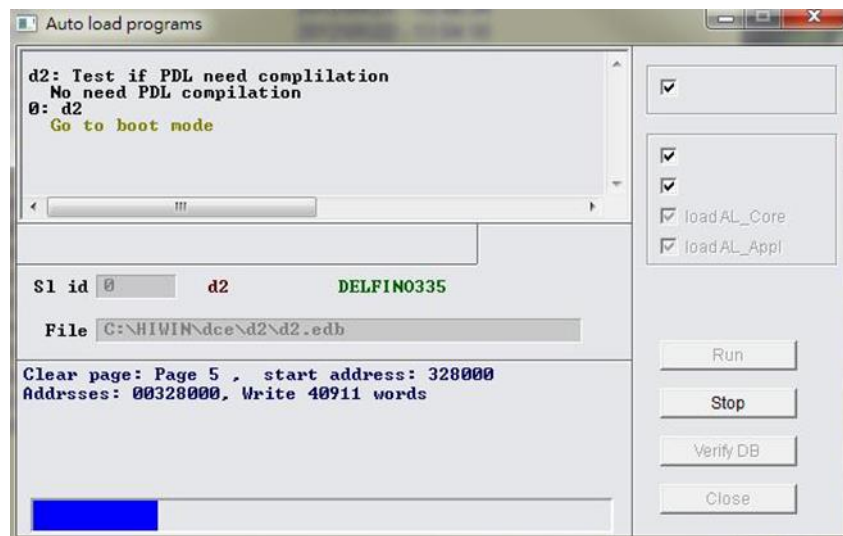 Auto load programs
d2: Test if PDL need complilation
No need PDL compilation
0: d2
Go to boot mode
load AL_Core
load AL_Appl
Sl id 0 d2 DELFINO335
File C:\HIWIN\dce\d2\d2.edb
Clear page: Page 5 , start address: 328000
Addrsses: 00328000, Write 40911 words
Run
Stop
Verify DB
Close